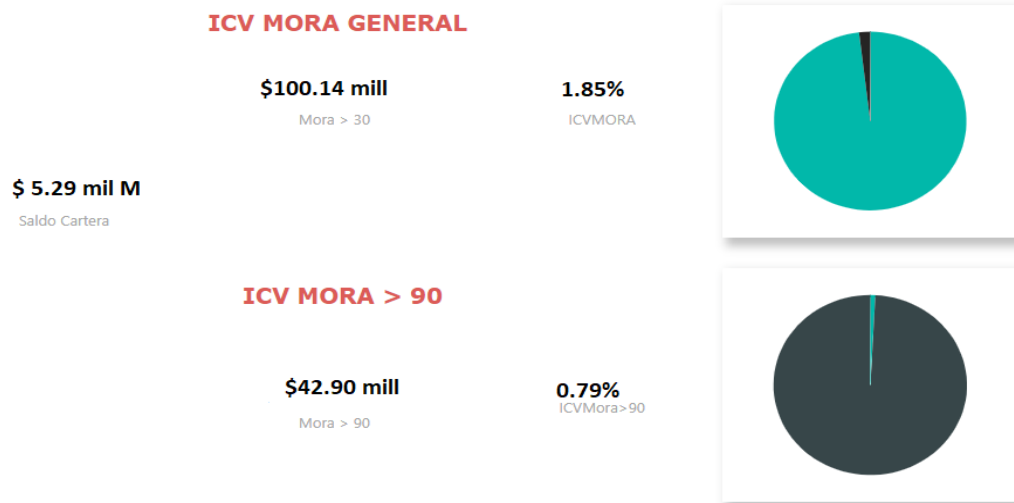 ICV MORA GENERAL
$100.14 mill
1.85%
Mora > 30
ICVMORA
$ 5.29 mil M
Saldo Cartera
ICV MORA > 90
$42.90 mill
0.79%
ICVMora>90
Mora > 90